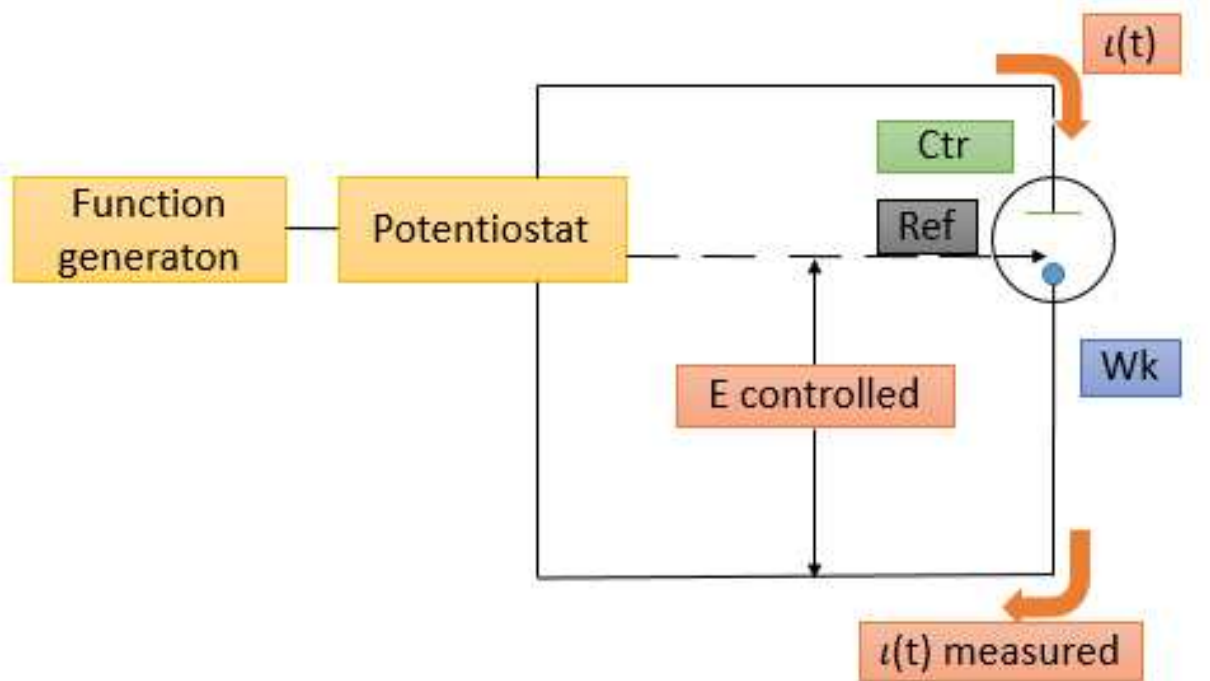 ι(t)
Ctr
Function
generaton
Potentiostat
Ref
Wk
E controlled
ι(t) measured